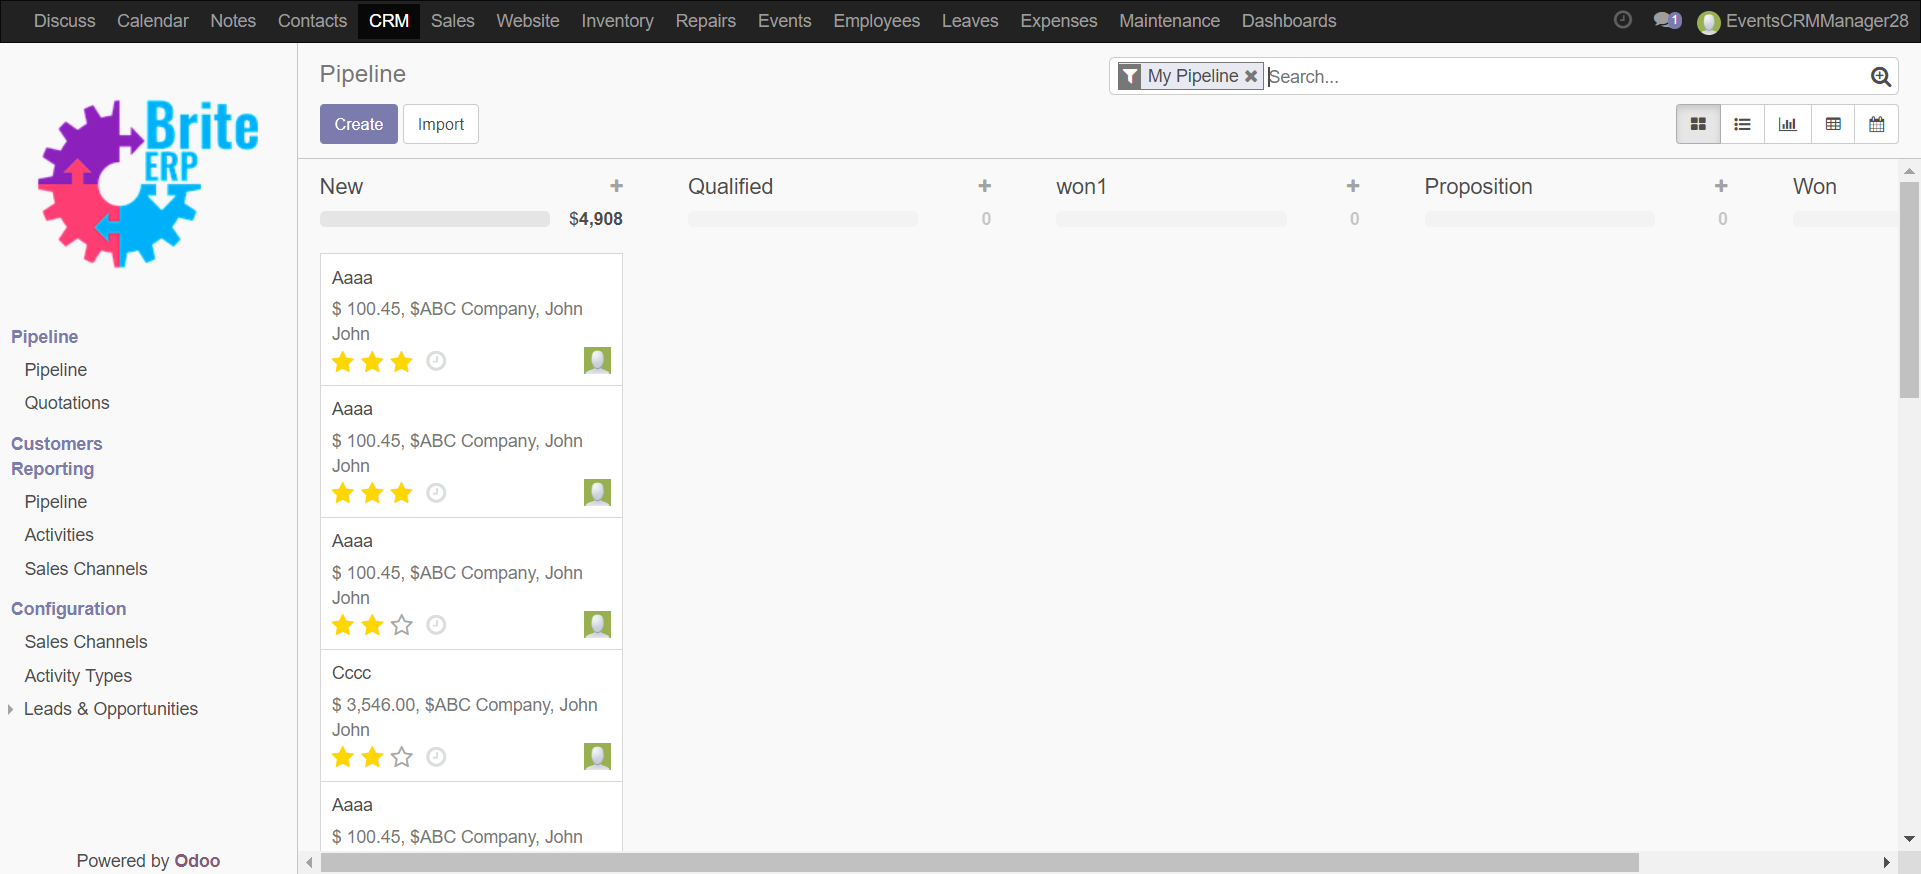 Discuss Calendar Notes Contacts CRM Sales Website Inventory Repairs Events Employees Leaves Expenses Maintenance Dashboards 1 EventsCRMManager28
Brite
ERP
Pipeline
Pipeline
Quotations
Customers
Reporting
Pipeline
Activities
Sales Channels
Configuration
Sales Channels
Activity Types
Leads & Opportunities
Powered by Odoo
Pipeline
My Pipeline Search...
Create Import
New Qualified won1 Proposition Won
$4,908 0 0 0
Aaaa
$ 100.45, $ABC Company, John
John
Aaaa
$ 100.45, $ABC Company, John
John
Aaaa
$ 100.45, $ABC Company, John
John
Cccc
$ 3,546.00, $ABC Company, John
John
Aaaa
$ 100.45, $ABC Company, John